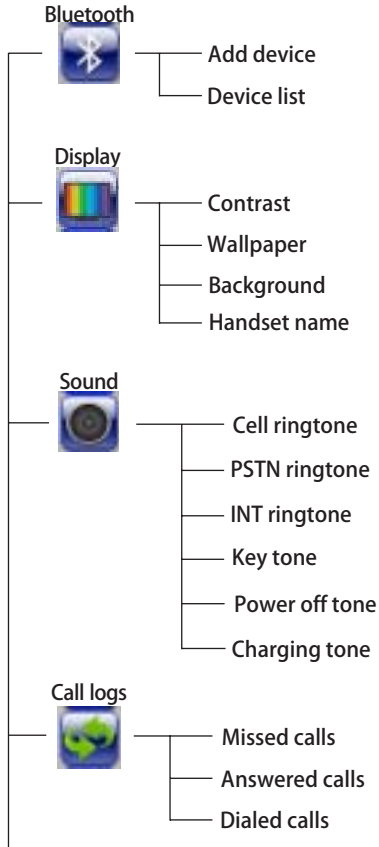 Bluetooth
Add device
Device list
Display
Contrast
Wallpaper
Background
Handset name
Sound
Cell ringtone
PSTN ringtone
INT ringtone
Key tone
Power off tone
Charging tone
Call logs
Missed calls
Answered calls
Dialed calls